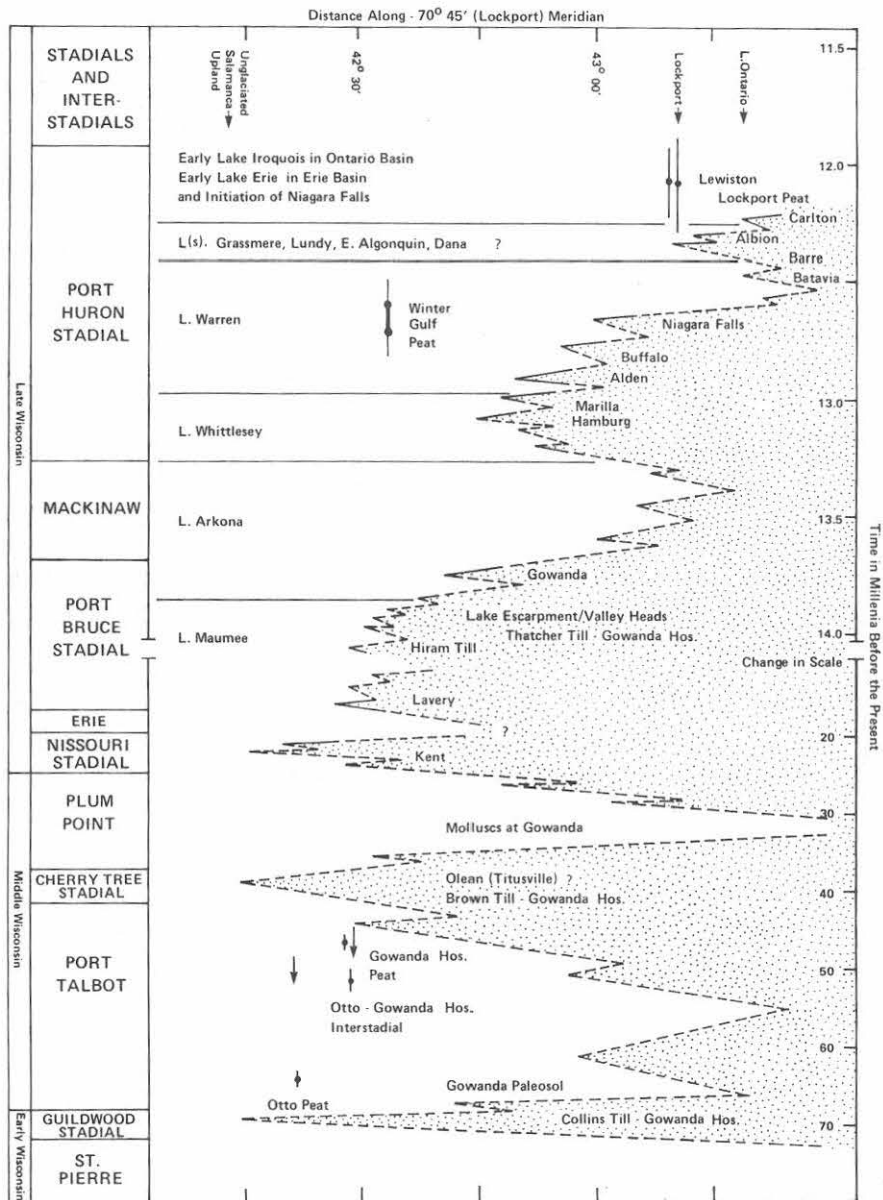 Distance Along - 70° 45′ (Lockport) Meridian
STADIALS
AND
INTER-
STADIALS
Unglaciated
Salamanca
Upland
42° 30′
43° 00′
Lockport
L.Ontario
11.5
12.0
Early Lake Iroquois in Ontario Basin
Early Lake Erie in Erie Basin
and Initiation of Niagara Falls
Lewiston
Lockport Peat
Carlton
L(s). Grassmere, Lundy, E. Algonquin, Dana ?
Albion
Barre
Batavia
PORT
HURON
STADIAL
L. Warren
Winter
Gulf
Peat
Niagara Falls
Buffalo
Alden
13.0
Late Wisconsin
Marilla
Hamburg
L. Whittlesey
MACKINAW
L. Arkona
13.5
Time in Millenia Before the Present
Gowanda
PORT
BRUCE
STADIAL
L. Maumee
Lake Escarpment/Valley Heads
Thatcher Till - Gowanda Hos.
14.0
Hiram Till
Change in Scale
Lavery
ERIE
?
20
NISSOURI
STADIAL
Kent
PLUM
POINT
30
Molluscs at Gowanda
Middle Wisconsin
CHERRY TREE
STADIAL
Olean (Titusville) ?
Brown Till - Gowanda Hos.
40
PORT
TALBOT
Gowanda Hos.
Peat
50
Otto - Gowanda Hos.
Interstadial
60
Gowanda Paleosol
Otto Peat
Early Wisconsin
GUILDWOOD
STADIAL
Collins Till - Gowanda Hos.
70
ST.
PIERRE